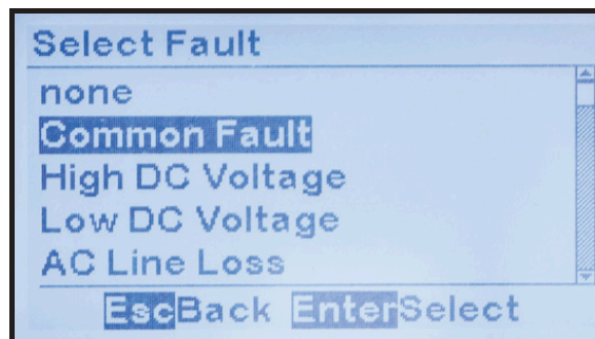 Select Fault
none
Common Fault
High DC Voltage
Low DC Voltage
AC Line Loss
EscBack EnterSelect